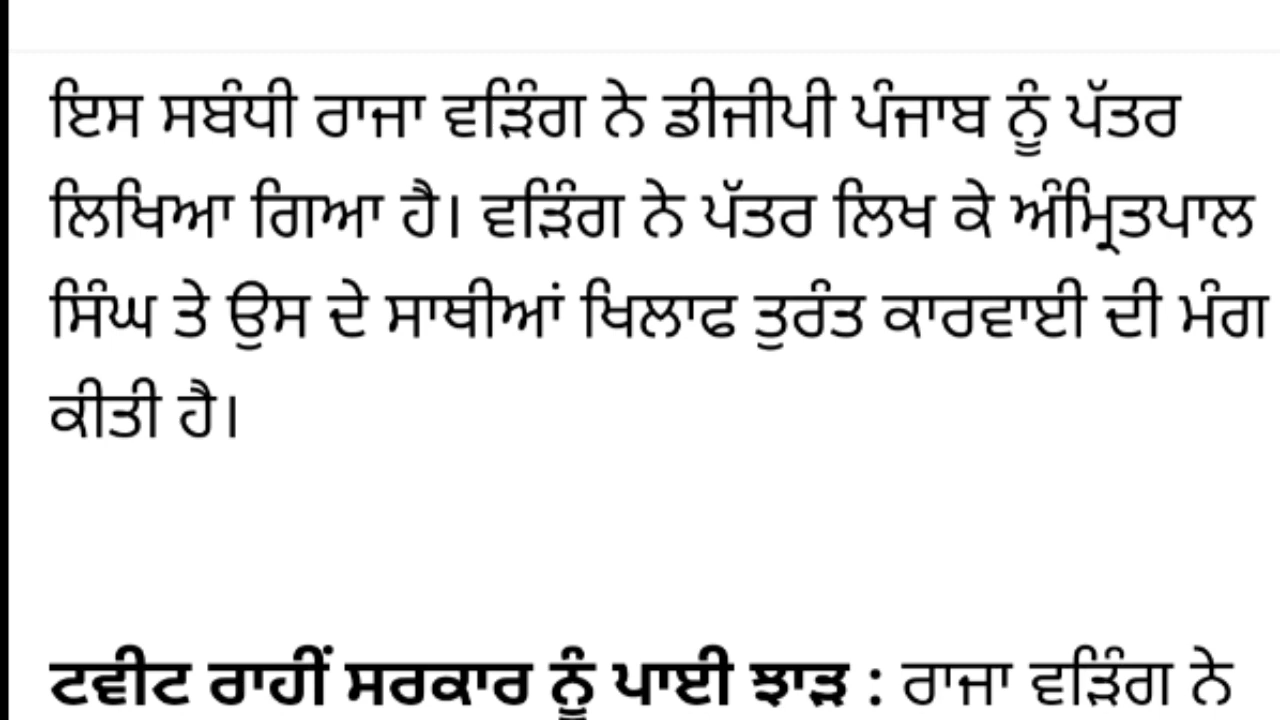 ਇਸ ਸਬੰਧੀ ਰਾਜਾ ਵੜਿੰਗ ਨੇ ਡੀਜੀਪੀ ਪੰਜਾਬ ਨੂੰ ਪੱਤਰ
ਲਿਖਿਆ ਗਿਆ ਹੈ। ਵੜਿੰਗ ਨੇ ਪੱਤਰ ਲਿਖ ਕੇ ਅੰਮ੍ਰਿਤਪਾਲ
ਸਿੰਘ ਤੇ ਉਸ ਦੇ ਸਾਥੀਆਂ ਖਿਲਾਫ ਤੁਰੰਤ ਕਾਰਵਾਈ ਦੀ ਮੰਗ
ਕੀਤੀ ਹੈ।
ਟਵੀਟ ਰਾਹੀਂ ਸਰਕਾਰ ਨੂੰ ਪਾਈ ਝਾੜ : ਰਾਜਾ ਵੜਿੰਗ ਨੇ